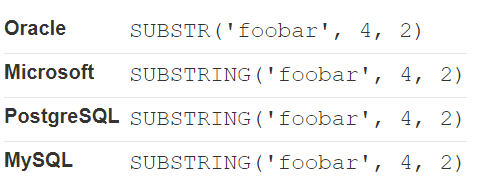 Oracle SUBSTR('foobar', 4, 2)
Microsoft SUBSTRING('foobar', 4, 2)
PostgreSQL SUBSTRING('foobar', 4, 2)
MySQL SUBSTRING('foobar', 4, 2)